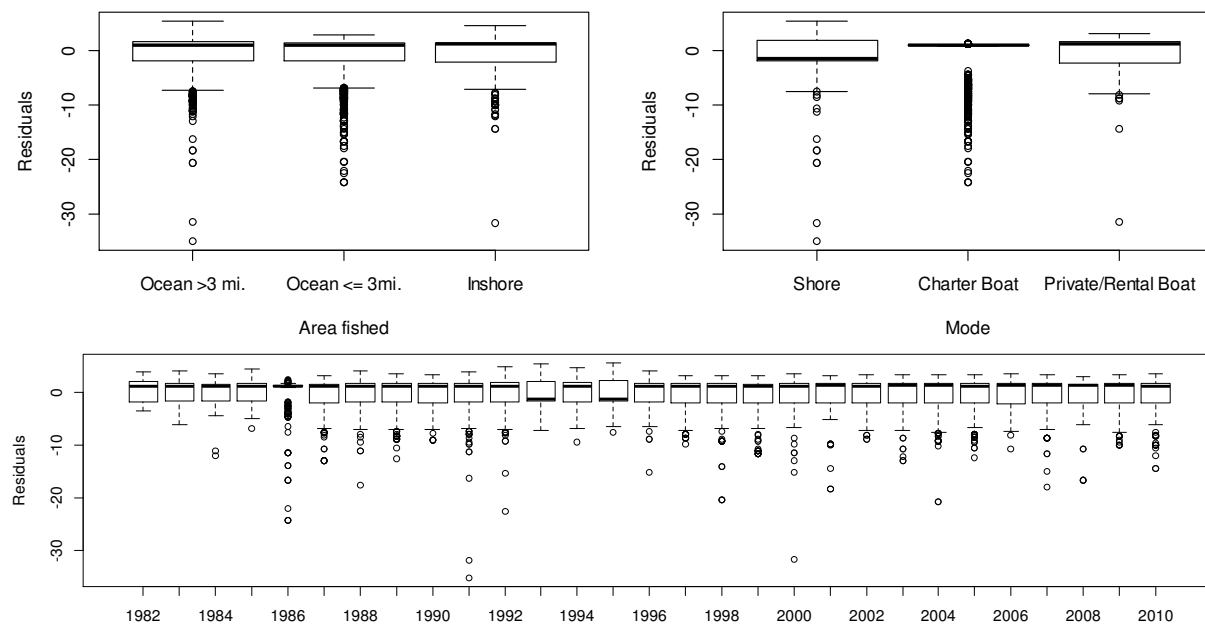 Residuals
0
-10
-20
-30
Ocean >3 mi.
Ocean <= 3mi.
Inshore
Area fished
Residuals
0
-10
-20
-30
Shore
Charter Boat
Private/Rental Boat
Mode
Residuals
0
-10
-20
-30
1982 1984 1986 1988 1990 1992 1994 1996 1998 2000 2002 2004 2006 2008 2010